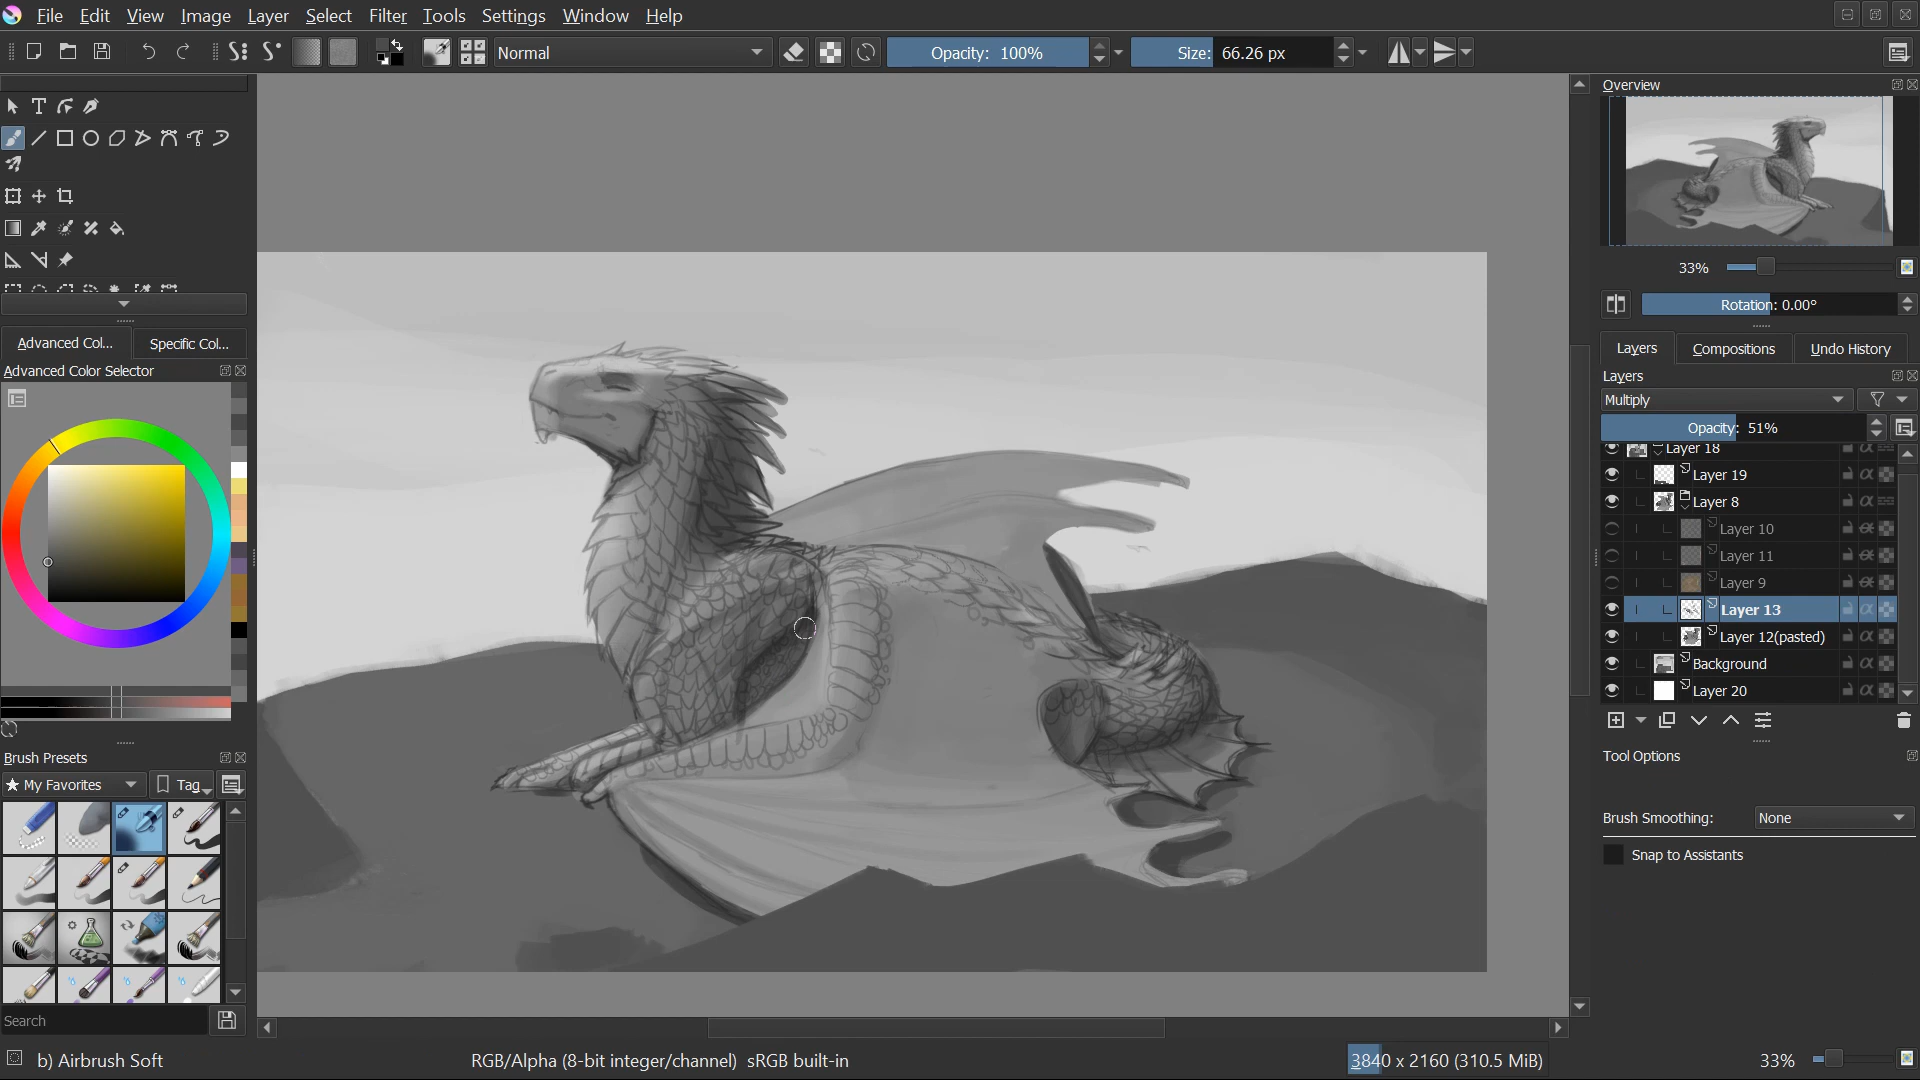 File Edit View Image Layer Select Filter Tools Settings Window Help
Normal Opacity: 100% Size: 66.26 px
Overview
33%
Rotation: 0.00°
Advanced Col... Specific Col...
Advanced Color Selector
Layers Compositions Undo History
Layers
Multiply
Opacity: 51%
Layer 18
Layer 19
Layer 8
Layer 10
Layer 11
Layer 9
Layer 13
Layer 12(pasted)
Background
Layer 20
Brush Presets
My Favorites Tag
Search
Tool Options
Brush Smoothing: None
Snap to Assistants
b) Airbrush Soft RGB/Alpha (8-bit integer/channel) sRGB built-in 3840 x 2160 (310.5 MiB) 33%